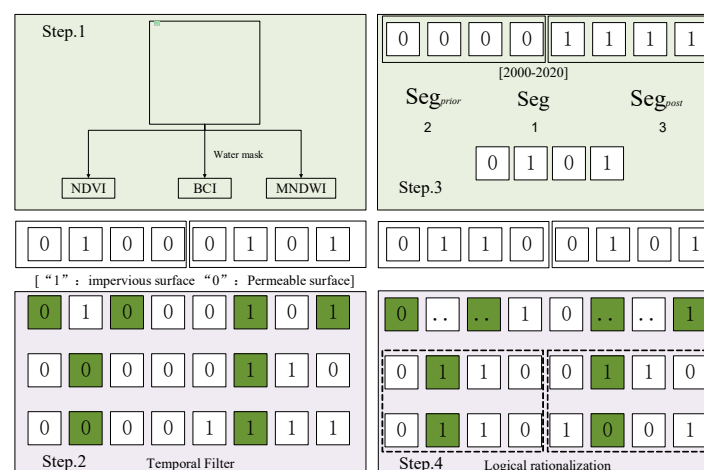 Step.1
Water mask
NDVI BCI MNDWI
0 0 0 0 1 1 1 1
[2000-2020]
Seg prior Seg Seg post
2 1 3
0 1 0 1
Step.3
0 1 0 0 0 1 0 1
[ “1” : impervious surface “0” : Permeable surface]
0 1 0 0 0 1 0 1
0 0 0 0 0 1 1 0
0 0 0 0 1 1 1 1
Step.2 Temporal Filter
0 1 1 0 0 1 0 1
0 .. .. 1 0 .. .. 1
0 1 1 0 0 1 1 0
0 1 1 0 1 0 0 1
Step.4 Logical rationalization